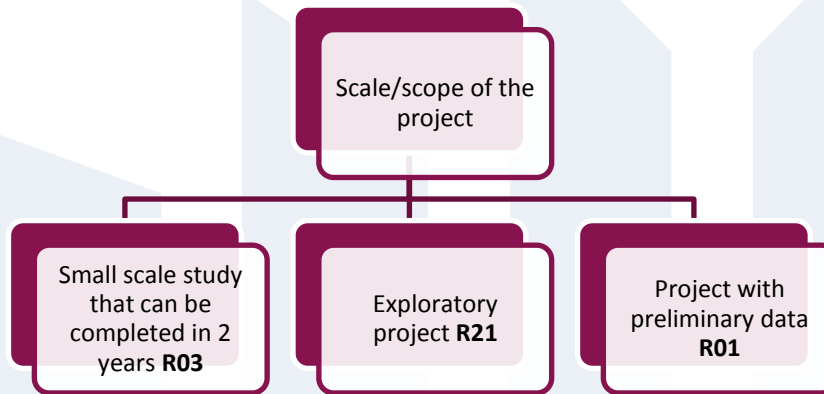 Scale/scope of the
project
Small scale study
that can be
completed in 2
years R03
Exploratory
project R21
Project with
preliminary data
R01